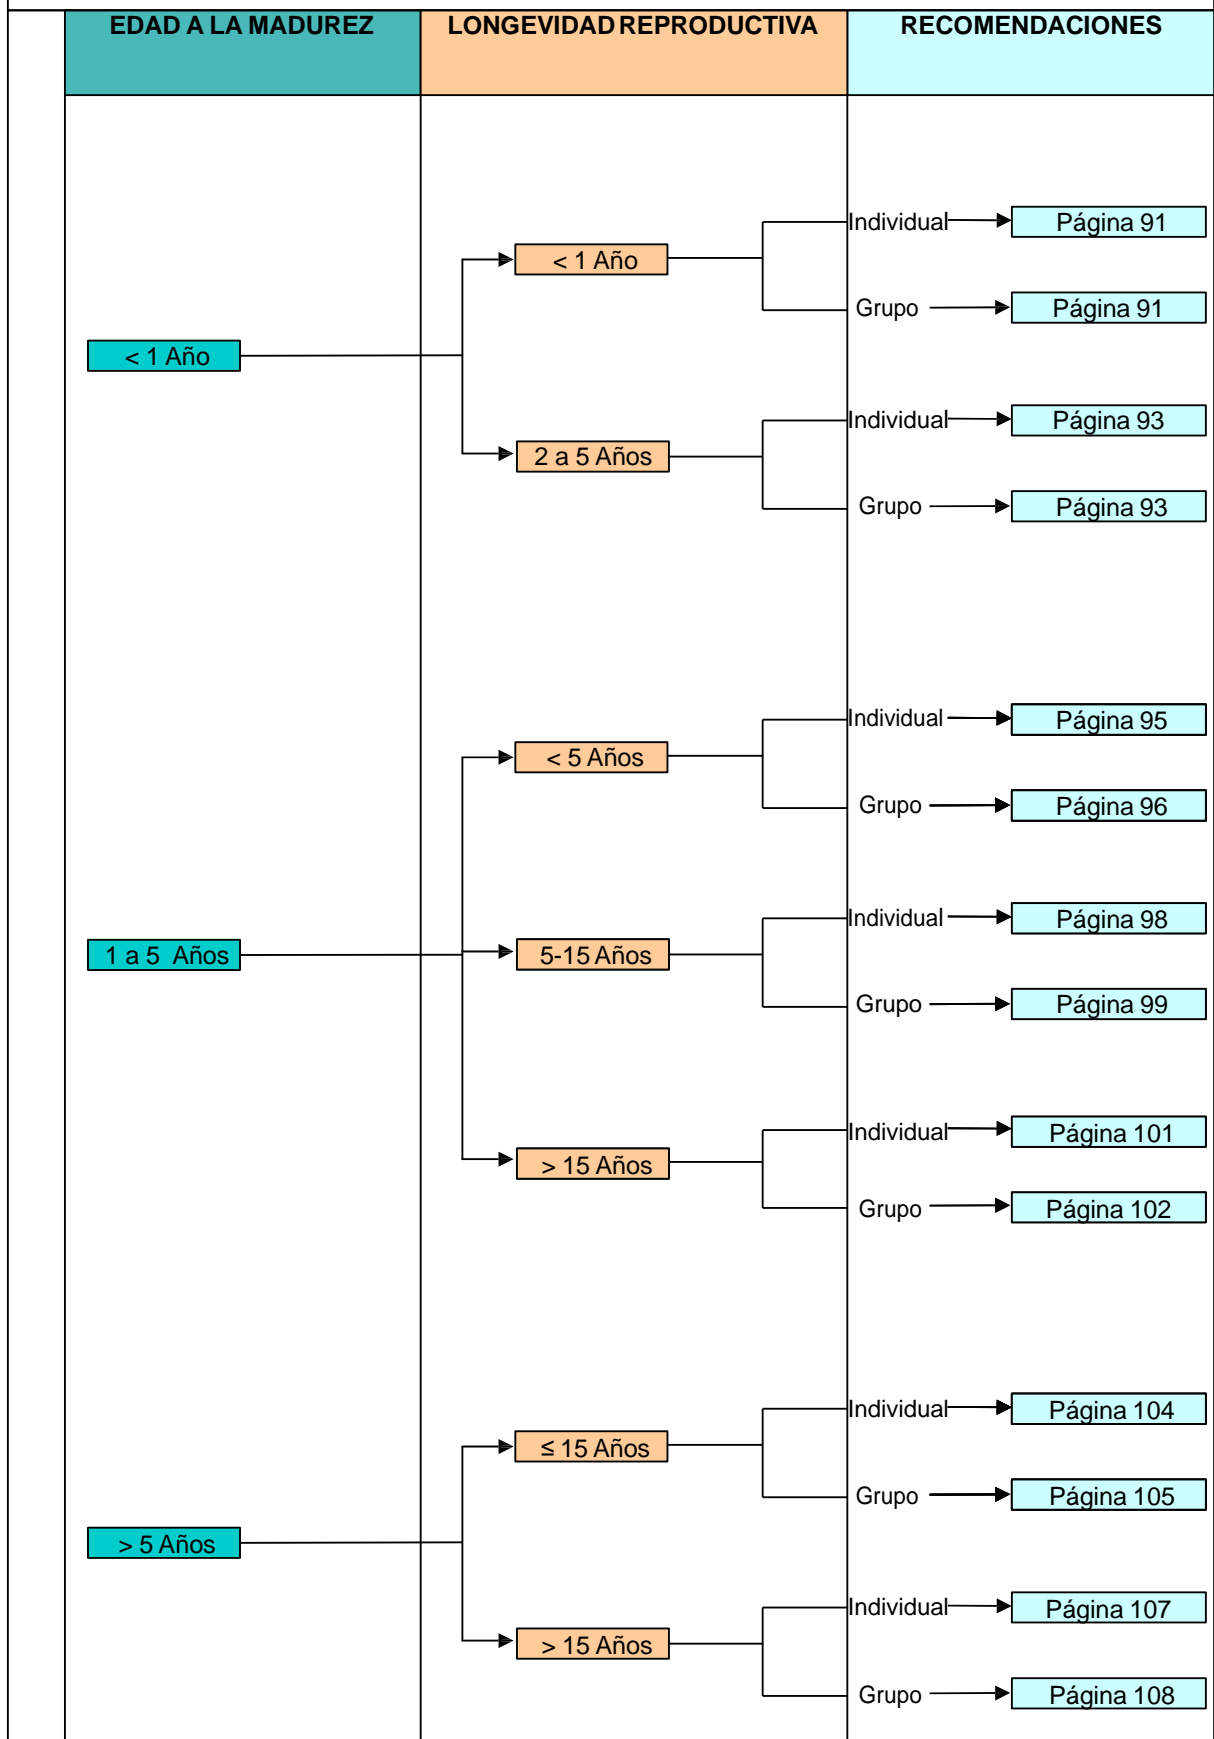 EDAD A LA MADUREZ
LONGEVIDAD REPRODUCTIVA
RECOMENDACIONES
Individual
Página 91
< 1 Año
Grupo
Página 91
< 1 Año
Individual
Página 93
2 a 5 Años
Grupo
Página 93
Individual
Página 95
< 5 Años
Grupo
Página 96
Individual
Página 98
1 a 5 Años
5-15 Años
Grupo
Página 99
Individual
Página 101
> 15 Años
Grupo
Página 102
Individual
Página 104
≤ 15 Años
Grupo
Página 105
> 5 Años
Individual
Página 107
> 15 Años
Grupo
Página 108